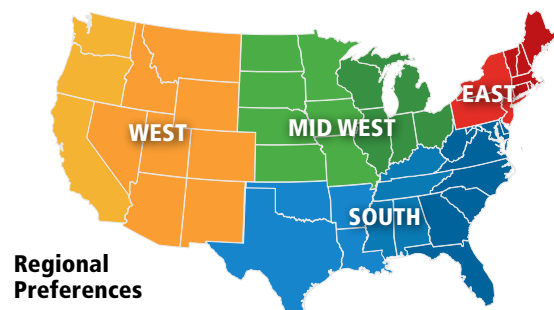 EAST
WEST
MID WEST
SOUTH
Regional
Preferences